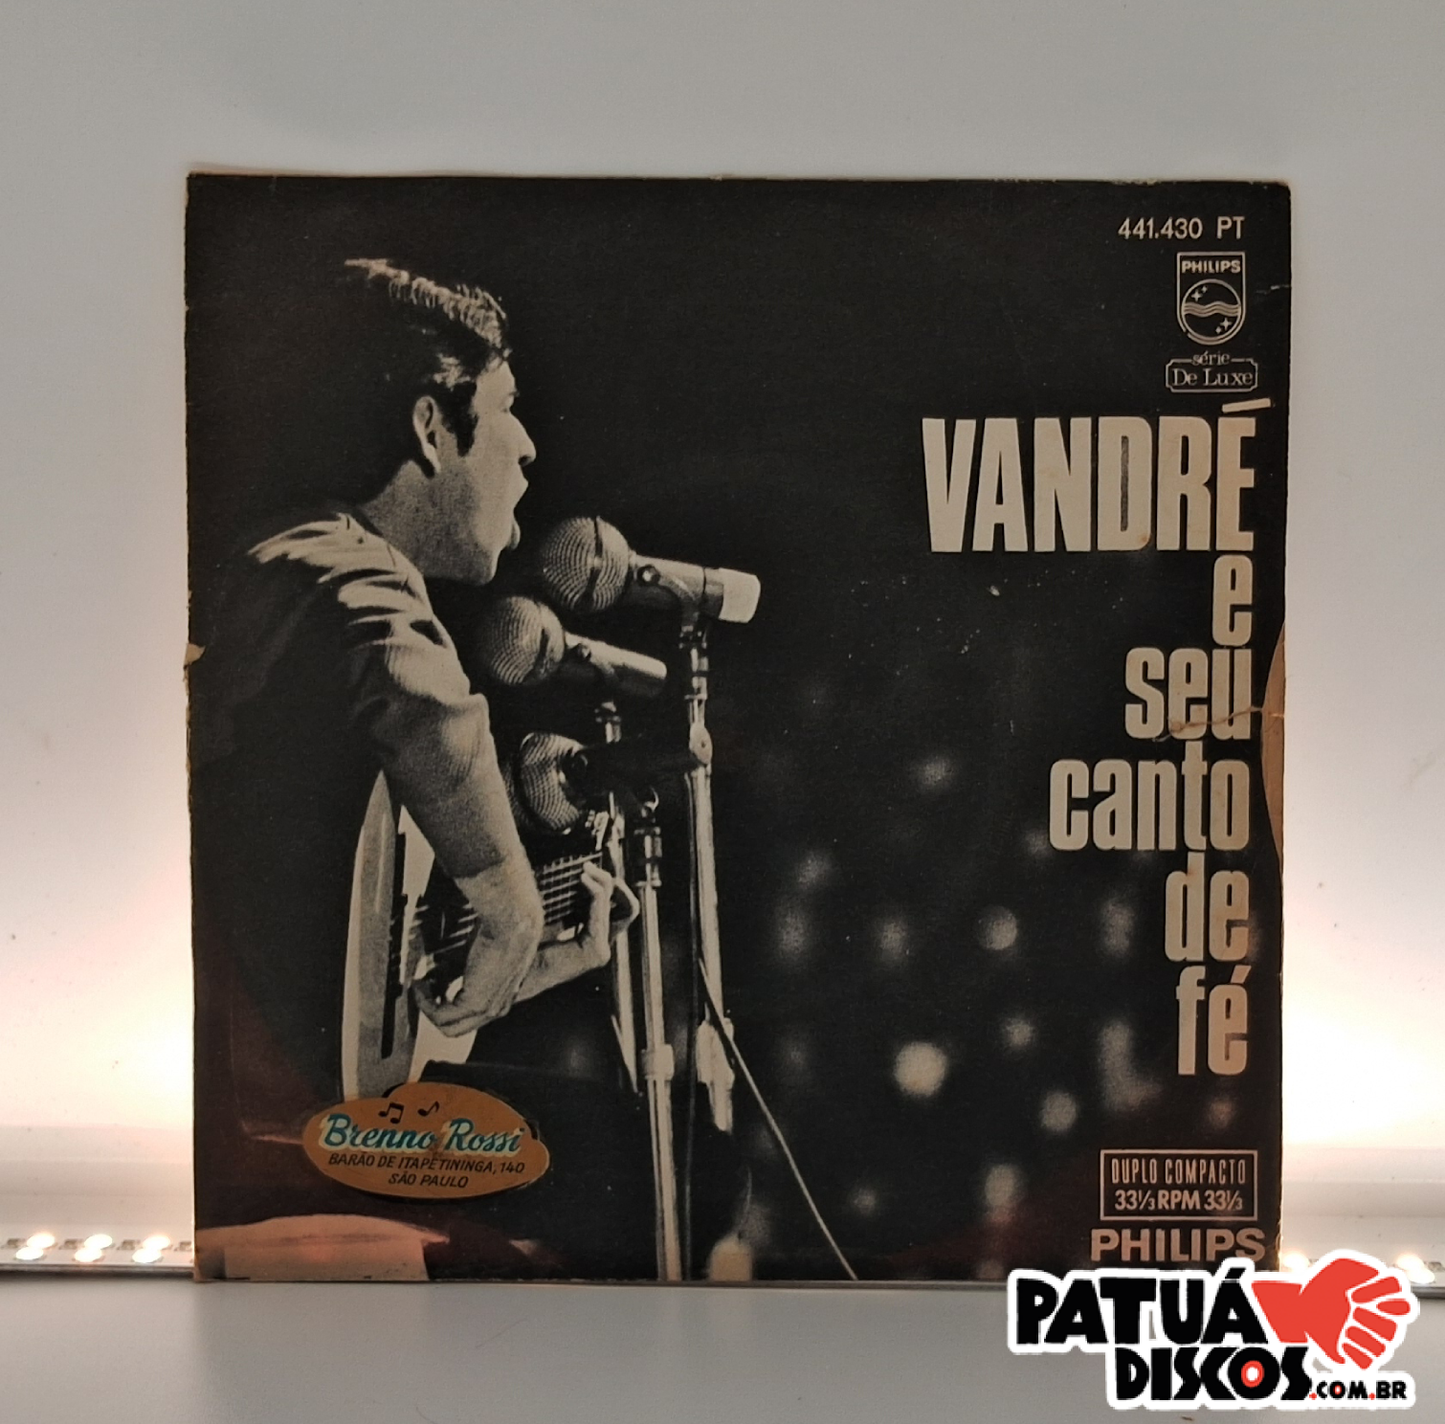 441.430 PT
PHILIPS
série
De Luxe
VANDRÉ
e
seu
canto
de
fé
Brenno Rossi
BARÃO DE ITAPETININGA, 140
SÃO PAULO
DUPLO COMPACTO
33⅓ RPM 33⅓
PHILIPS
PATUÁ
DISCOS.COM.BR